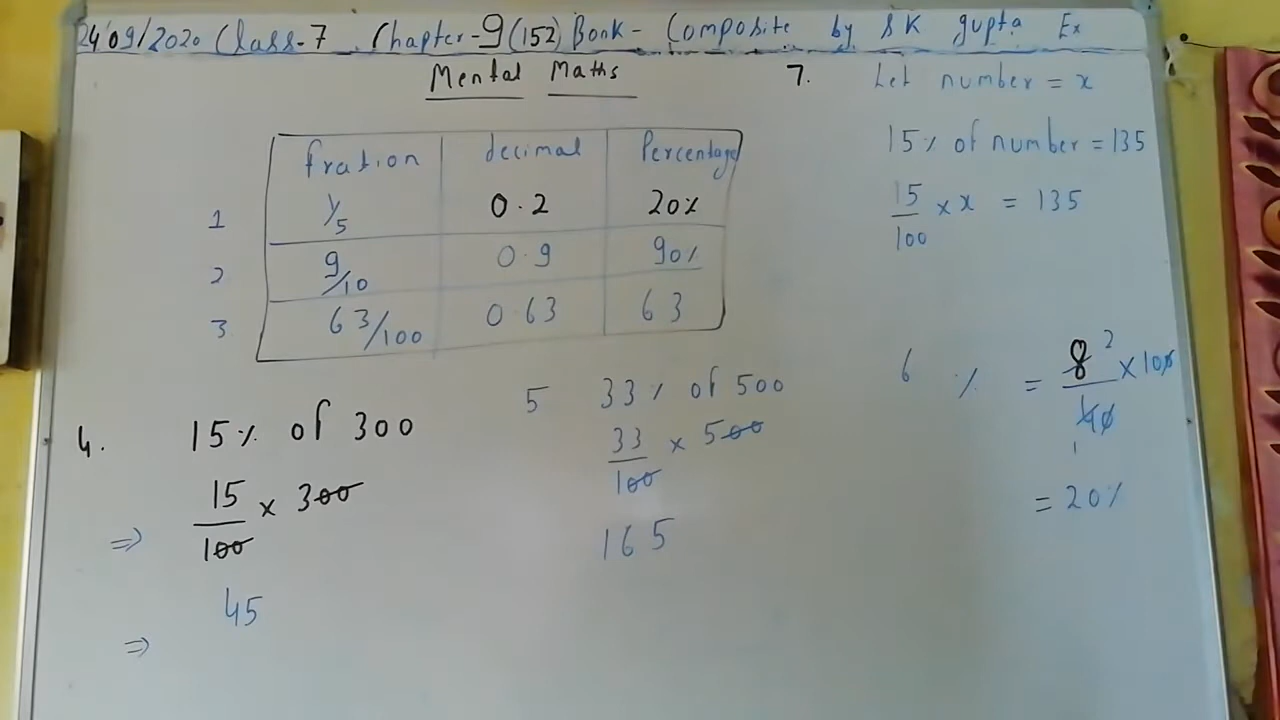 24/09/2020 Class-7 Chapter-9 (152) Book- Composite by S K gupta Ex
Mental Maths
fration decimal Percentage
1 1/5 0.2 20%
2 9/10 0.9 90%
3 63/100 0.63 63
4. 15% of 300
⇒ 15/100 × 300
⇒ 45
5 33% of 500
33/100 × 500
165
6 % = 8/40 × 100 2 1
= 20%
7. Let number = x
15% of number = 135
15/100 × x = 135